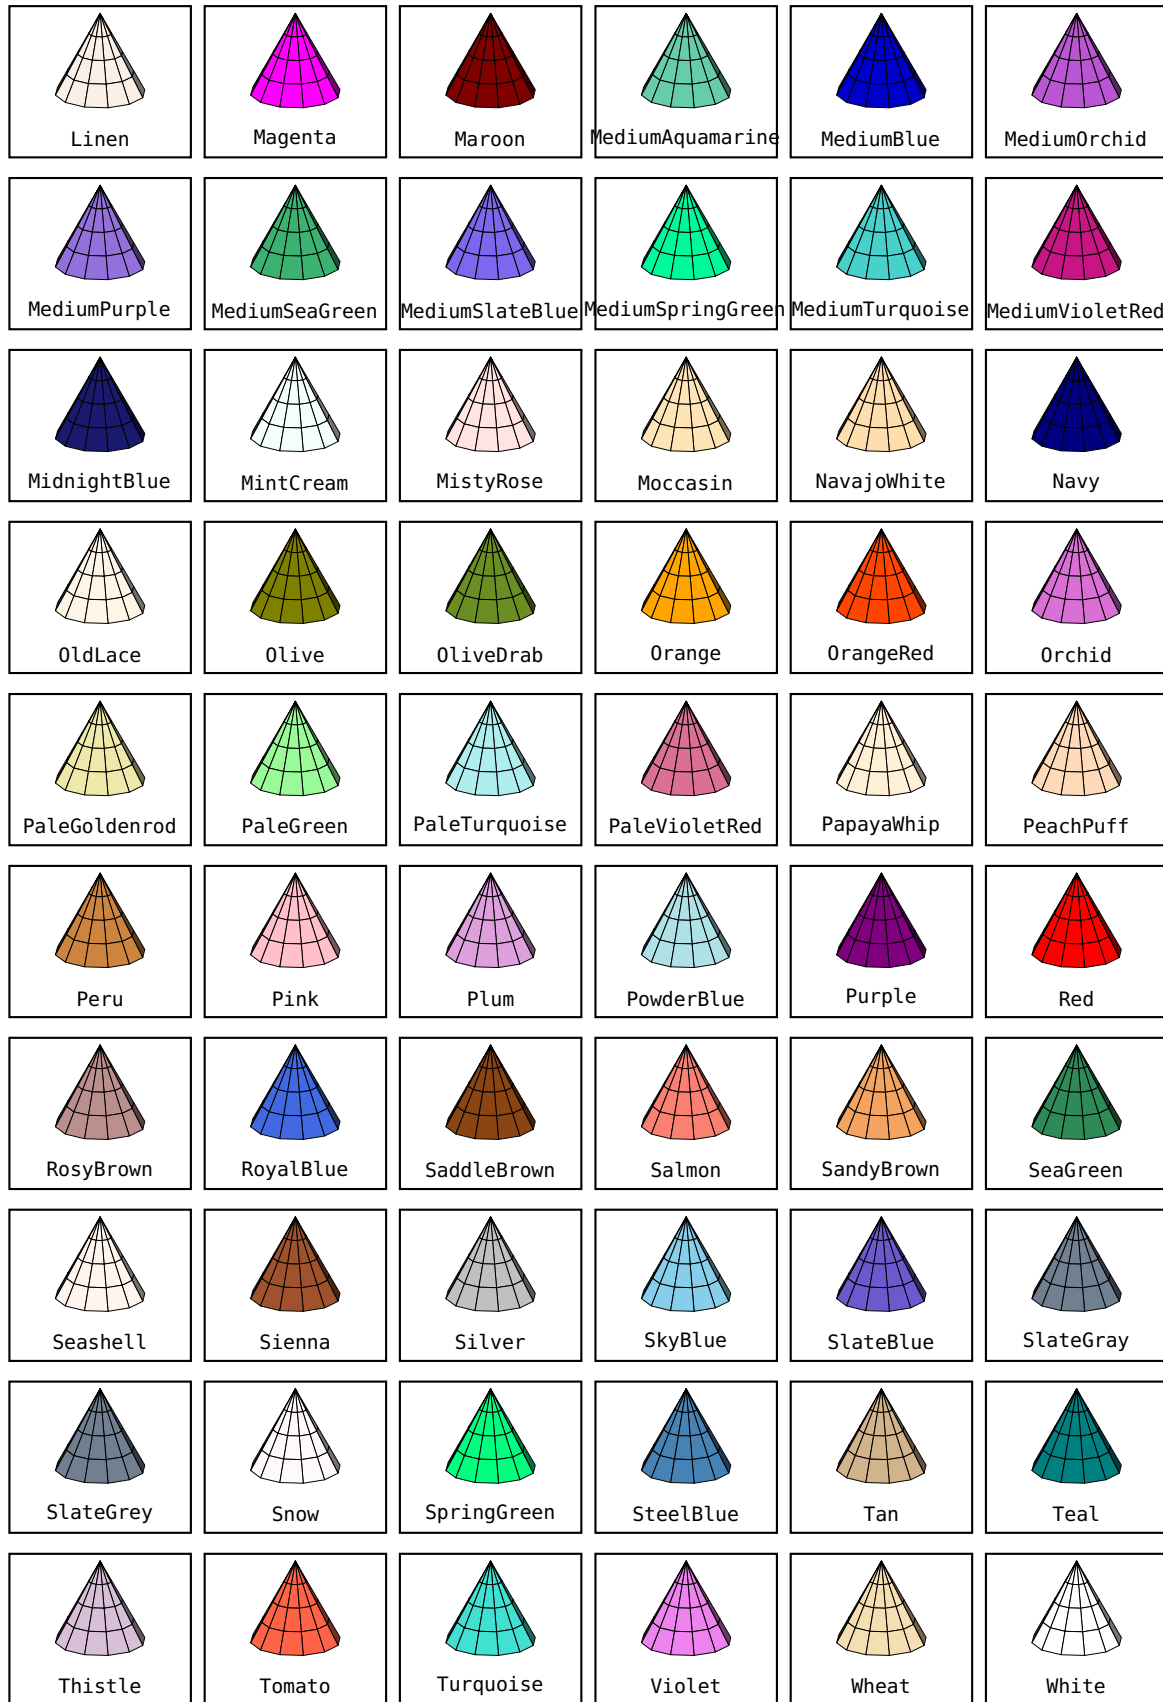 Linen Magenta Maroon MediumAquamarine MediumBlue MediumOrchid
MediumPurple MediumSeaGreen MediumSlateBlue MediumSpringGreen MediumTurquoise MediumVioletRed
MidnightBlue MintCream MistyRose Moccasin NavajoWhite Navy
OldLace Olive OliveDrab Orange OrangeRed Orchid
PaleGoldenrod PaleGreen PaleTurquoise PaleVioletRed PapayaWhip PeachPuff
Peru Pink Plum PowderBlue Purple Red
RosyBrown RoyalBlue SaddleBrown Salmon SandyBrown SeaGreen
Seashell Sienna Silver SkyBlue SlateBlue SlateGray
SlateGrey Snow SpringGreen SteelBlue Tan Teal
Thistle Tomato Turquoise Violet Wheat White